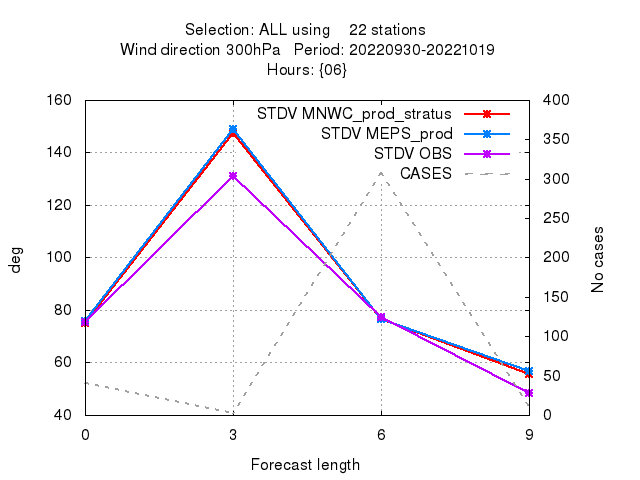 Selection: ALL using    22 stations
Wind direction 300hPa   Period: 20220930-20221019
Hours: {06}
160 400
STDV MNWC_prod_stratus
350
140
STDV MEPS_prod
STDV OBS
CASES
300
120
250
100 200
150
80
100
60
50
40 0
deg
No cases
0 3 6 9
Forecast length